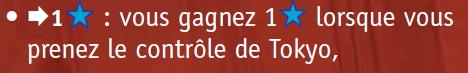 • ➡1★ : vous gagnez 1★ lorsque vous
prenez le contrôle de Tokyo,